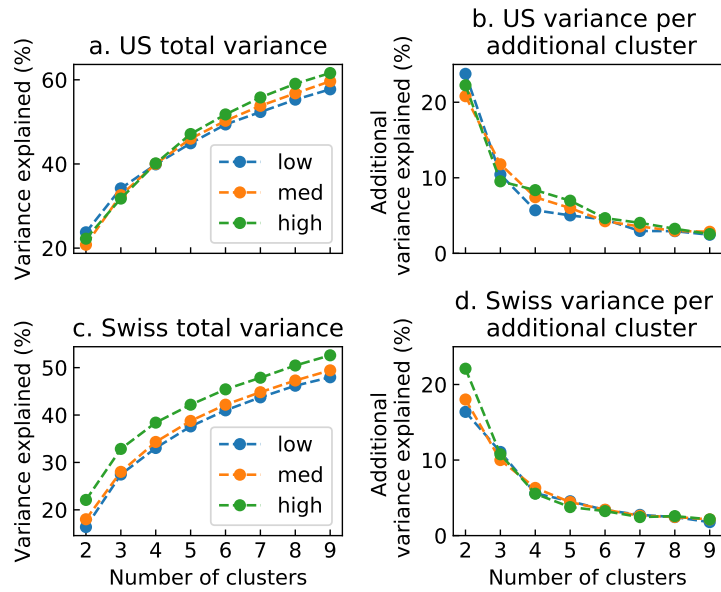 a. US total variance
Variance explained (%)
60
40
20
low
med
high
b. US variance per
additional cluster
Additional
variance explained (%)
20
10
0
c. Swiss total variance
Variance explained (%)
50
40
30
20
low
med
high
2 3 4 5 6 7 8 9
Number of clusters
d. Swiss variance per
additional cluster
Additional
variance explained (%)
20
10
0
2 3 4 5 6 7 8 9
Number of clusters